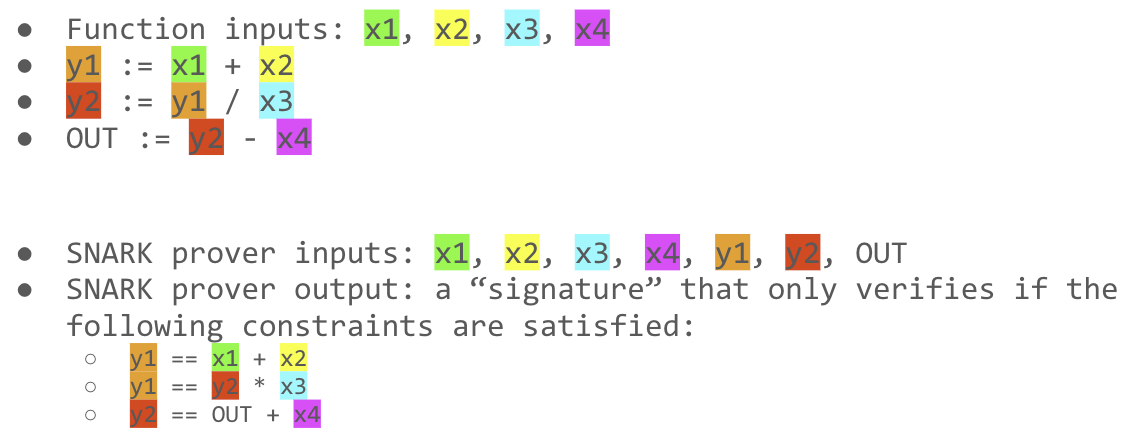 ● Function inputs: x1, x2, x3, x4
● y1 := x1 + x2
● y2 := y1 / x3
● OUT := y2 - x4
● SNARK prover inputs: x1, x2, x3, x4, y1, y2, OUT
● SNARK prover output: a “signature” that only verifies if the
following constraints are satisfied:
○ y1 == x1 + x2
○ y1 == y2 * x3
○ y2 == OUT + x4